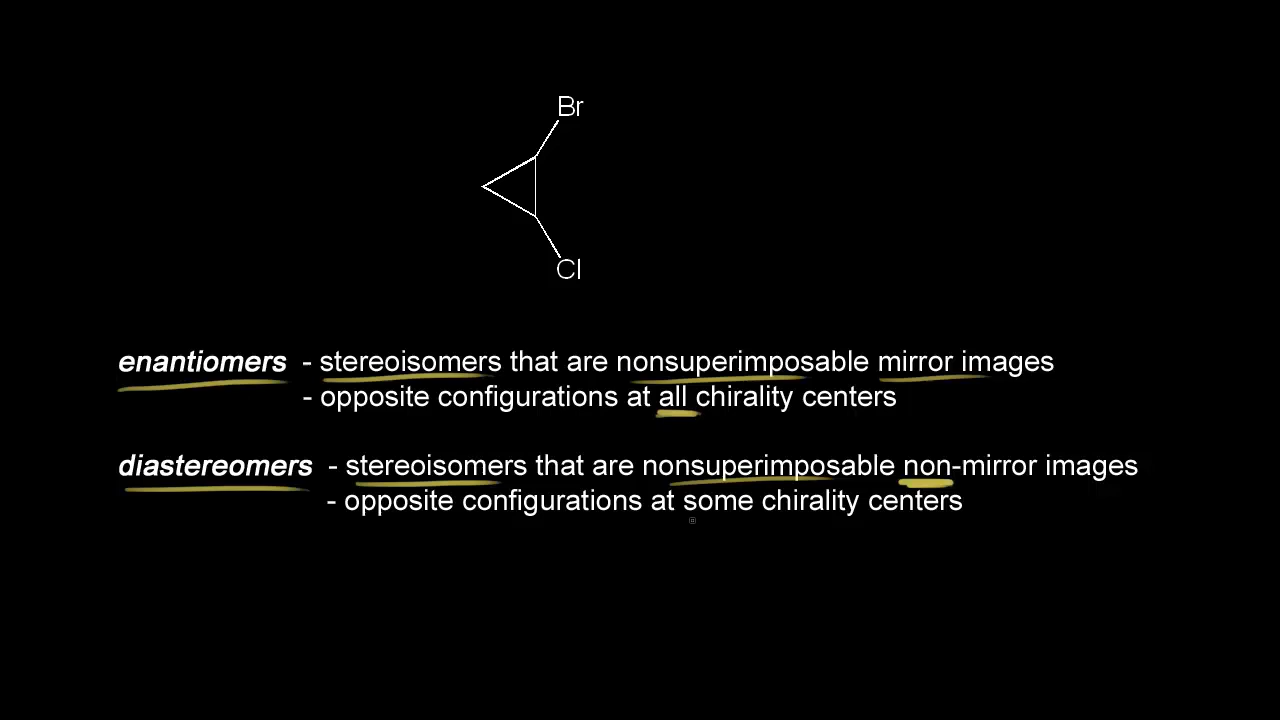 Br
Cl
enantiomers - stereoisomers that are nonsuperimposable mirror images
- opposite configurations at all chirality centers
diastereomers - stereoisomers that are nonsuperimposable non-mirror images
- opposite configurations at some chirality centers